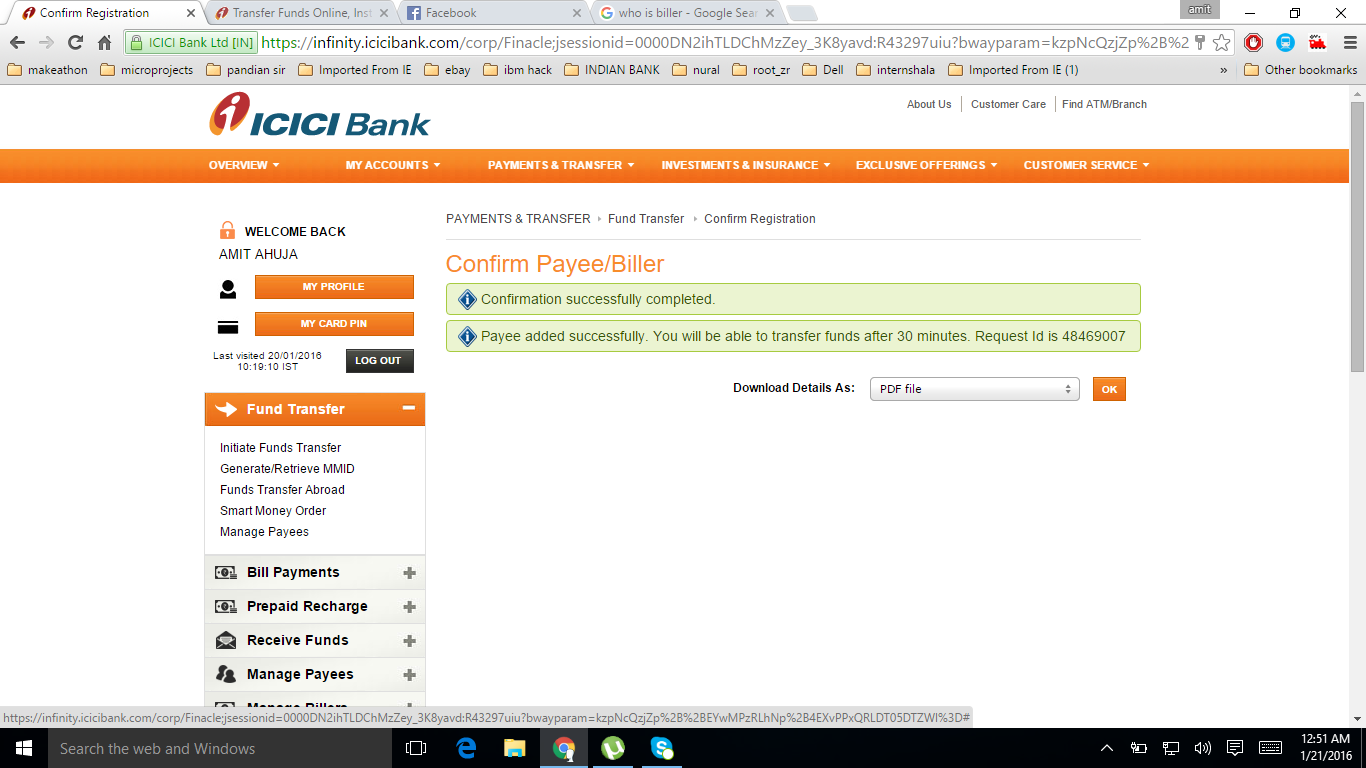 Confirm Registration
Transfer Funds Online, Inst
Facebook
who is biller - Google Sear
amit
ICICI Bank Ltd [IN]
https://infinity.icicibank.com/corp/Finacle;jsessionid=0000DN2ihTLDChMzZey_3K8yavd:R43297uiu?bwayparam=kzpNcQzjZp%2B%2
makeathon
microprojects
pandian sir
Imported From IE
ebay
ibm hack
INDIAN BANK
nural
root_zr
Dell
internshala
Imported From IE (1)
»
Other bookmarks
ICICI Bank
About Us
Customer Care
Find ATM/Branch
OVERVIEW
MY ACCOUNTS
PAYMENTS & TRANSFER
INVESTMENTS & INSURANCE
EXCLUSIVE OFFERINGS
CUSTOMER SERVICE
WELCOME BACK
AMIT AHUJA
MY PROFILE
MY CARD PIN
Last visited 20/01/2016
10:19:10 IST
LOG OUT
Fund Transfer
Initiate Funds Transfer
Generate/Retrieve MMID
Funds Transfer Abroad
Smart Money Order
Manage Payees
Bill Payments
Prepaid Recharge
Receive Funds
Manage Payees
Manage Billers
PAYMENTS & TRANSFER
Fund Transfer
Confirm Registration
Confirm Payee/Biller
Confirmation successfully completed.
Payee added successfully. You will be able to transfer funds after 30 minutes. Request Id is 48469007
Download Details As:
PDF file
OK
https://infinity.icicibank.com/corp/Finacle;jsessionid=0000DN2ihTLDChMzZey_3K8yavd:R43297uiu?bwayparam=kzpNcQzjZp%2B%2BEYwMPzRLhNp%2B4EXvPPxQRLDT05DTZWI%3D#
Search the web and Windows
12:51 AM
1/21/2016